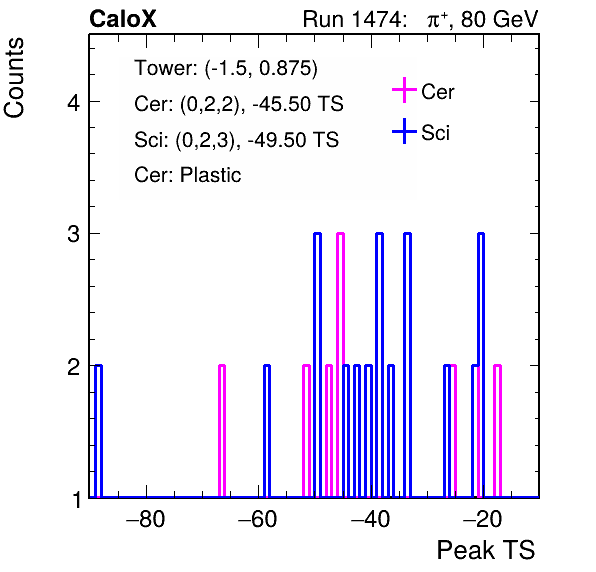 CaloX Run 1474: π⁺, 80 GeV
Counts
Tower: (-1.5, 0.875)
Cer: (0,2,2), -45.50 TS
Sci: (0,2,3), -49.50 TS
Cer: Plastic
Cer
Sci
4
3
2
1
−80 −60 −40 −20
Peak TS